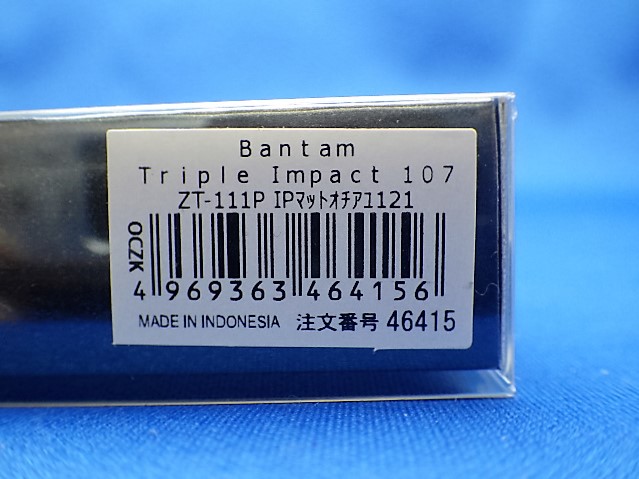 Bantam
Triple Impact 107
ZT-111P IPﾏｯﾄｵﾁｱﾕ121
OCZK
4 969363 464156
MADE IN INDONESIA 注文番号 46415